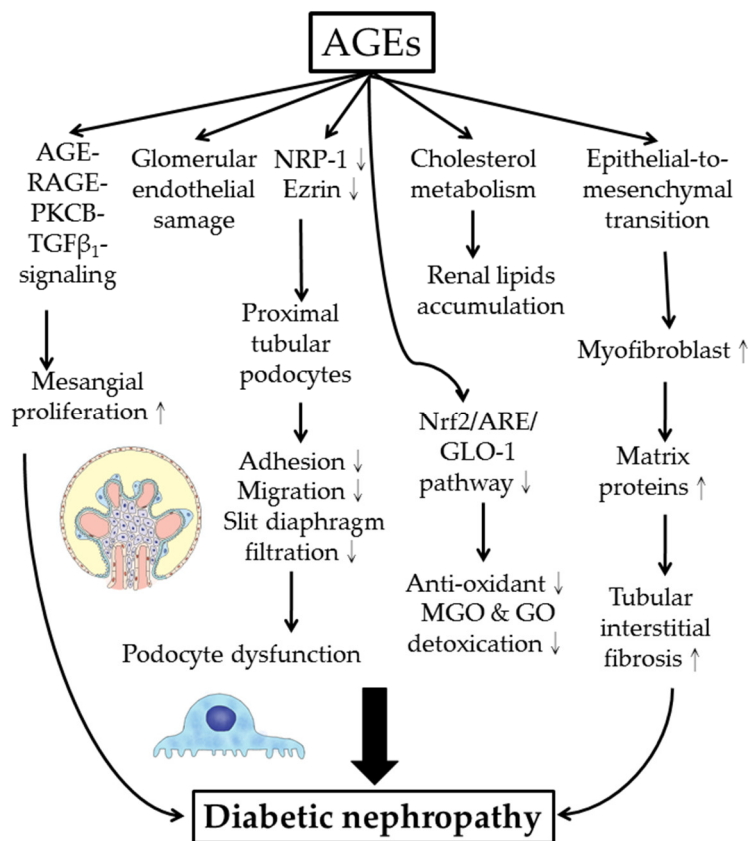 AGEs
AGE-
RAGE-
PKCB-
TGFβ₁-
signaling
Mesangial
proliferation ↑
Glomerular
endothelial
samage
NRP-1 ↓
Ezrin ↓
Proximal
tubular
podocytes
Adhesion ↓
Migration ↓
Slit diaphragm
filtration ↓
Podocyte dysfunction
Cholesterol
metabolism
Renal lipids
accumulation
Nrf2/ARE/
GLO-1
pathway ↓
Anti-oxidant ↓
MGO & GO
detoxication ↓
Epithelial-to-
mesenchymal
transition
Myofibroblast ↑
Matrix
proteins ↑
Tubular
interstitial
fibrosis ↑
Diabetic nephropathy